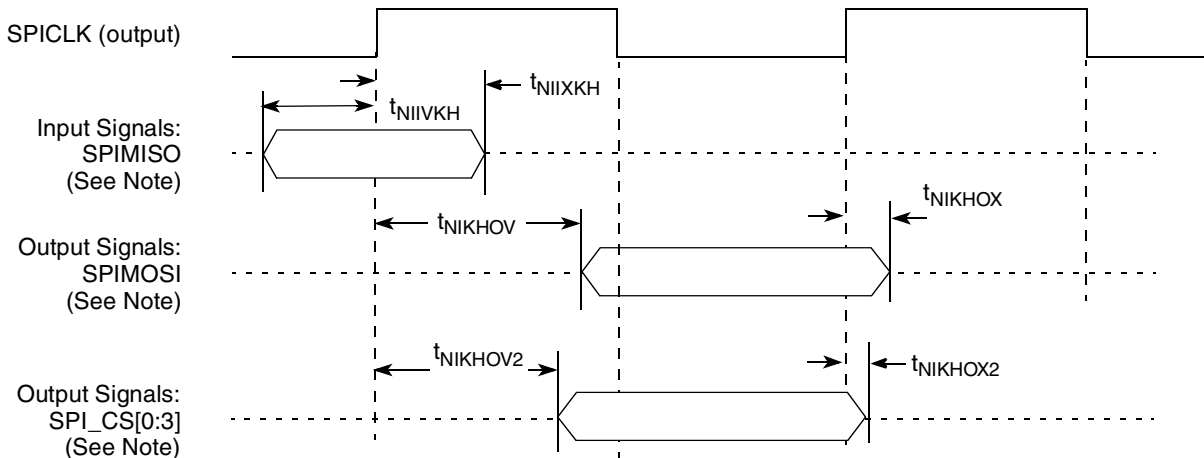 SPICLK (output)
tNIIXKH
tNIIVKH
Input Signals:
SPIMISO
(See Note)
tNIKHOX
tNIKHOV
Output Signals:
SPIMOSI
(See Note)
tNIKHOV2
tNIKHOX2
Output Signals:
SPI_CS[0:3]
(See Note)